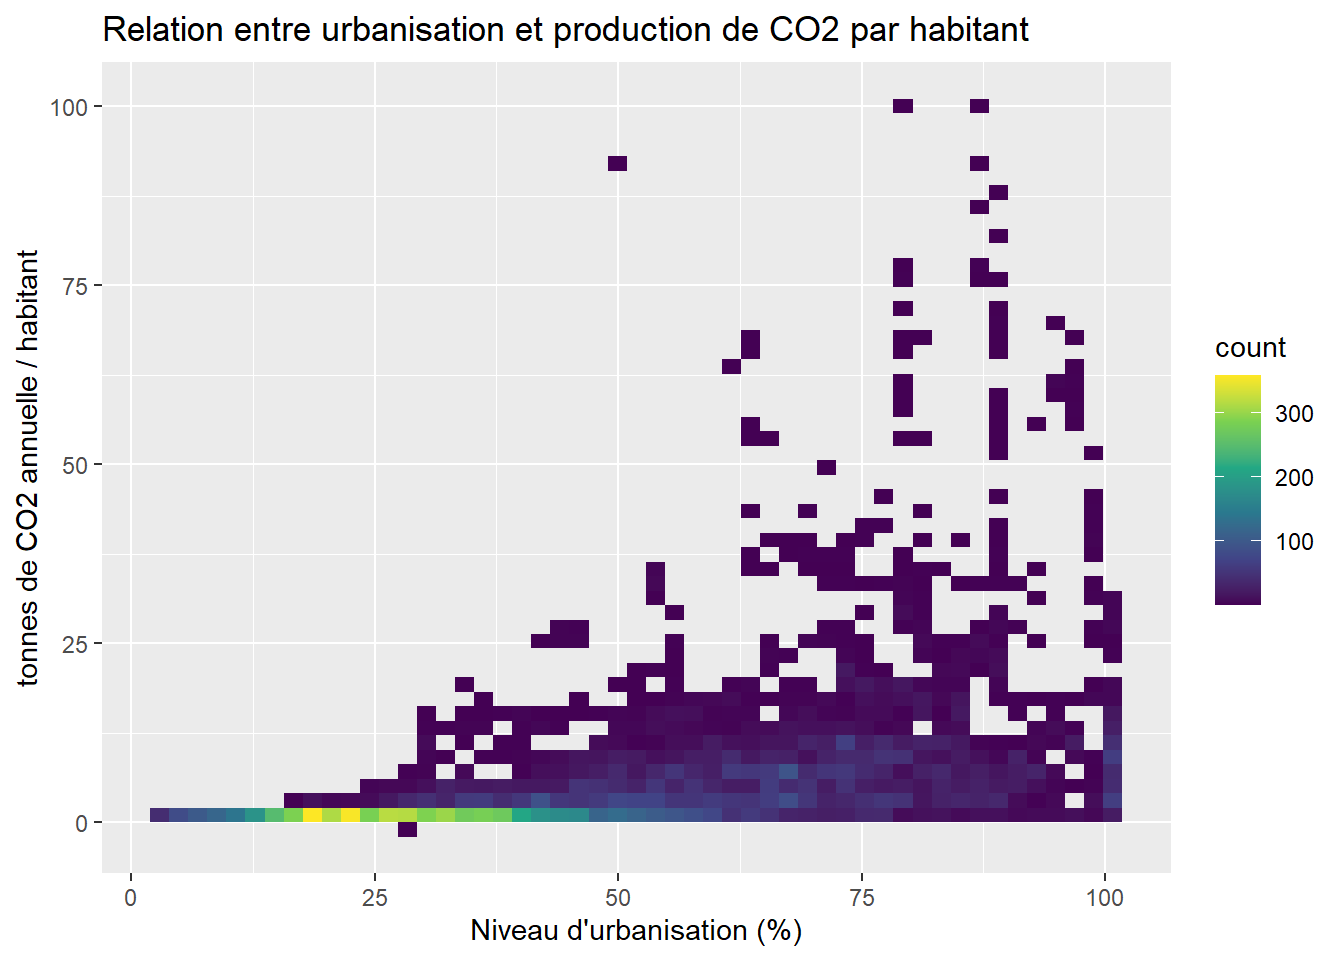 Relation entre urbanisation et production de CO2 par habitant
100
75
50
25
0
tonnes de CO2 annuelle / habitant
0 25 50 75 100
Niveau d'urbanisation (%)
count
300
200
100